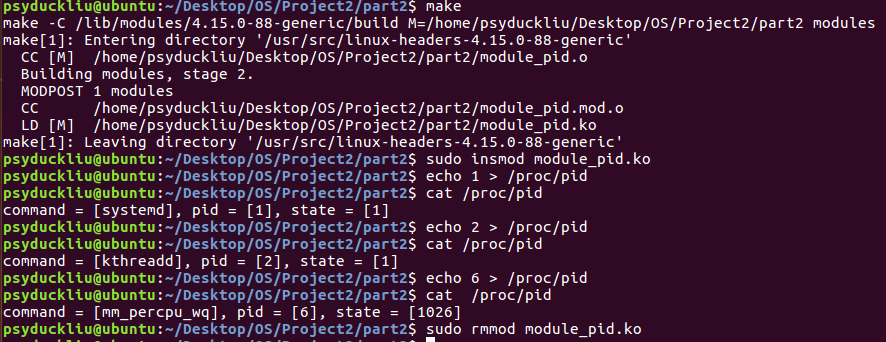 psyduckliu@ubuntu:~/Desktop/OS/Project2/part2$ make
make -C /lib/modules/4.15.0-88-generic/build M=/home/psyduckliu/Desktop/OS/Project2/part2 modules
make[1]: Entering directory '/usr/src/linux-headers-4.15.0-88-generic'
  CC [M]  /home/psyduckliu/Desktop/OS/Project2/part2/module_pid.o
  Building modules, stage 2.
  MODPOST 1 modules
  CC      /home/psyduckliu/Desktop/OS/Project2/part2/module_pid.mod.o
  LD [M]  /home/psyduckliu/Desktop/OS/Project2/part2/module_pid.ko
make[1]: Leaving directory '/usr/src/linux-headers-4.15.0-88-generic'
psyduckliu@ubuntu:~/Desktop/OS/Project2/part2$ sudo insmod module_pid.ko
psyduckliu@ubuntu:~/Desktop/OS/Project2/part2$ echo 1 > /proc/pid
psyduckliu@ubuntu:~/Desktop/OS/Project2/part2$ cat /proc/pid
command = [systemd], pid = [1], state = [1]
psyduckliu@ubuntu:~/Desktop/OS/Project2/part2$ echo 2 > /proc/pid
psyduckliu@ubuntu:~/Desktop/OS/Project2/part2$ cat /proc/pid
command = [kthreadd], pid = [2], state = [1]
psyduckliu@ubuntu:~/Desktop/OS/Project2/part2$ echo 6 > /proc/pid
psyduckliu@ubuntu:~/Desktop/OS/Project2/part2$ cat  /proc/pid
command = [mm_percpu_wq], pid = [6], state = [1026]
psyduckliu@ubuntu:~/Desktop/OS/Project2/part2$ sudo rmmod module_pid.ko